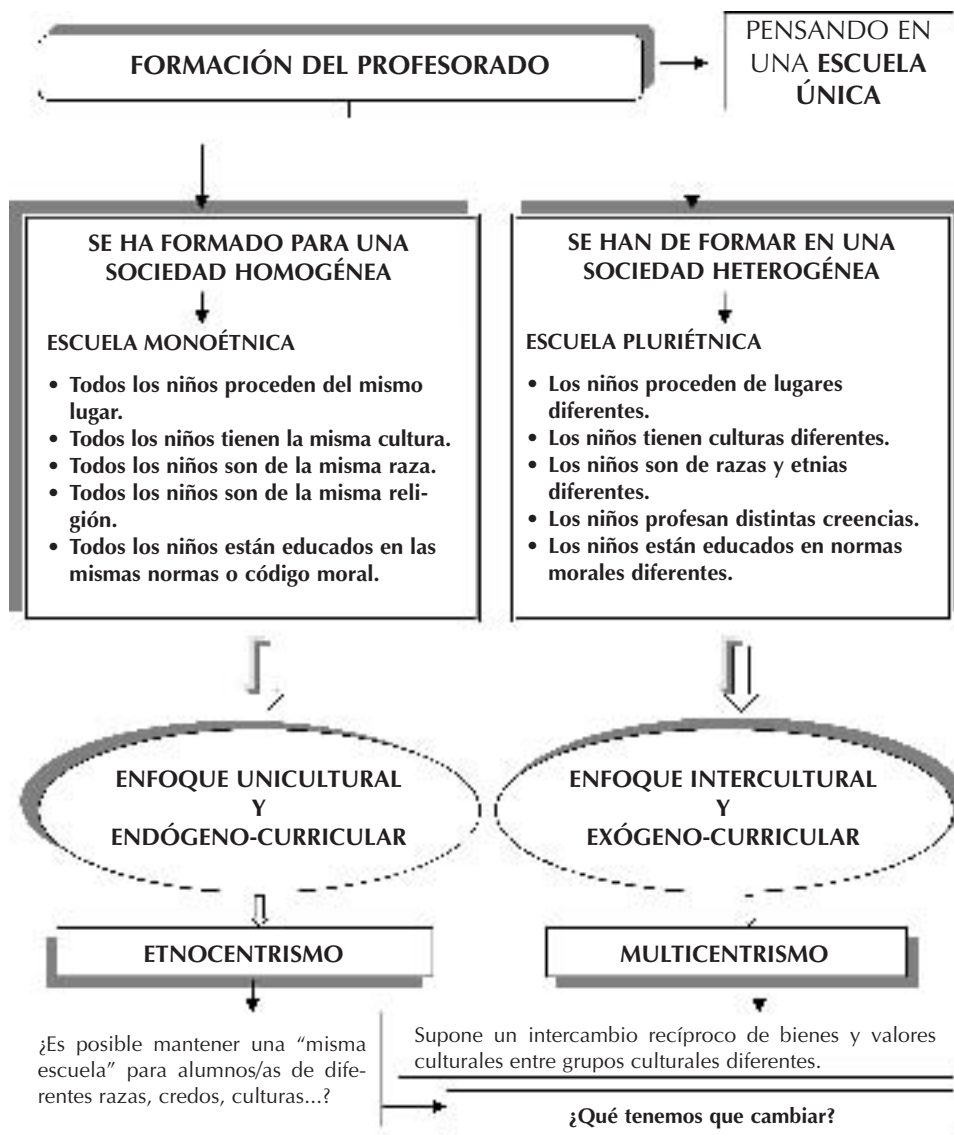 FORMACIÓN DEL PROFESORADO
PENSANDO EN
UNA ESCUELA
ÚNICA
SE HA FORMADO PARA UNA
SOCIEDAD HOMOGÉNEA
ESCUELA MONOÉTNICA
• Todos los niños proceden del mismo
lugar.
• Todos los niños tienen la misma cultura.
• Todos los niños son de la misma raza.
• Todos los niños son de la misma reli-
gión.
• Todos los niños están educados en las
mismas normas o código moral.
SE HAN DE FORMAR EN UNA
SOCIEDAD HETEROGÉNEA
ESCUELA PLURIÉTNICA
• Los niños proceden de lugares
diferentes.
• Los niños tienen culturas diferentes.
• Los niños son de razas y etnias
diferentes.
• Los niños profesan distintas creencias.
• Los niños están educados en normas
morales diferentes.
ENFOQUE UNICULTURAL
Y
ENDÓGENO-CURRICULAR
ENFOQUE INTERCULTURAL
Y
EXÓGENO-CURRICULAR
ETNOCENTRISMO
MULTICENTRISMO
¿Es posible mantener una “misma
escuela” para alumnos/as de dife-
rentes razas, credos, culturas...?
Supone un intercambio recíproco de bienes y valores
culturales entre grupos culturales diferentes.
¿Qué tenemos que cambiar?